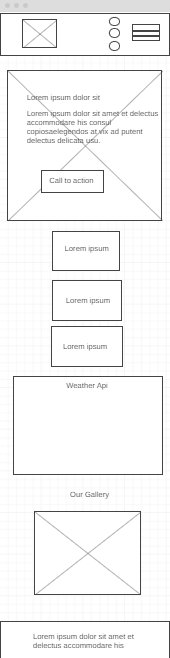 Lorem ipsum dolor sit
Lorem ipsum dolor sit amet et delectus
accommodare his consul
copiosaelegendos at vix ad putent
delectus delicata usu.
Call to action
Lorem ipsum
Lorem ipsum
Lorem ipsum
Weather Api
Our Gallery
Lorem ipsum dolor sit amet et
delectus accommodare his